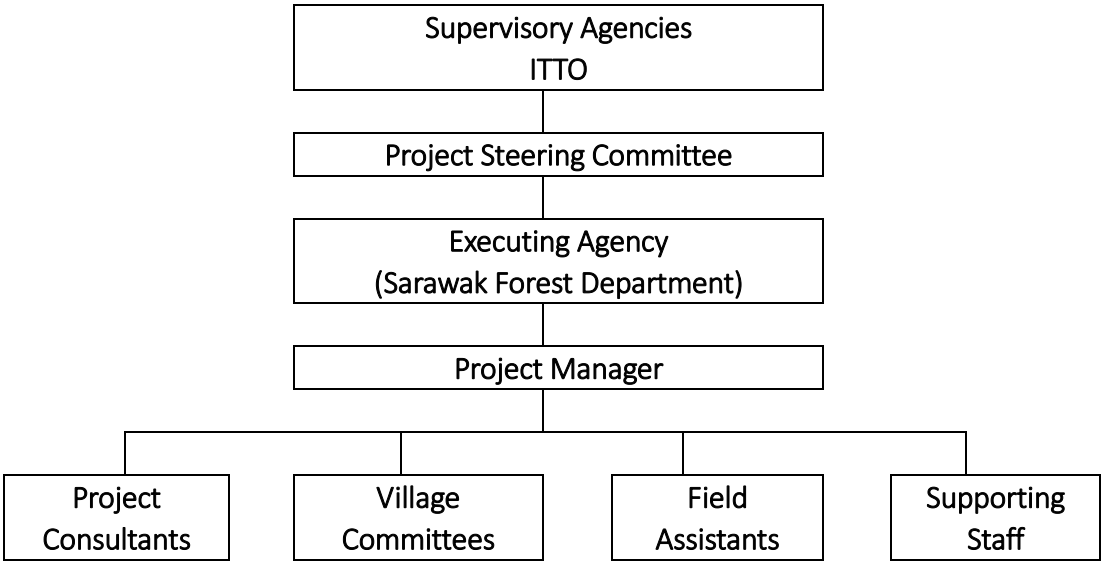 Supervisory Agencies
ITTO
Project Steering Committee
Executing Agency
(Sarawak Forest Department)
Project Manager
Project
Consultants
Village
Committees
Field
Assistants
Supporting
Staff